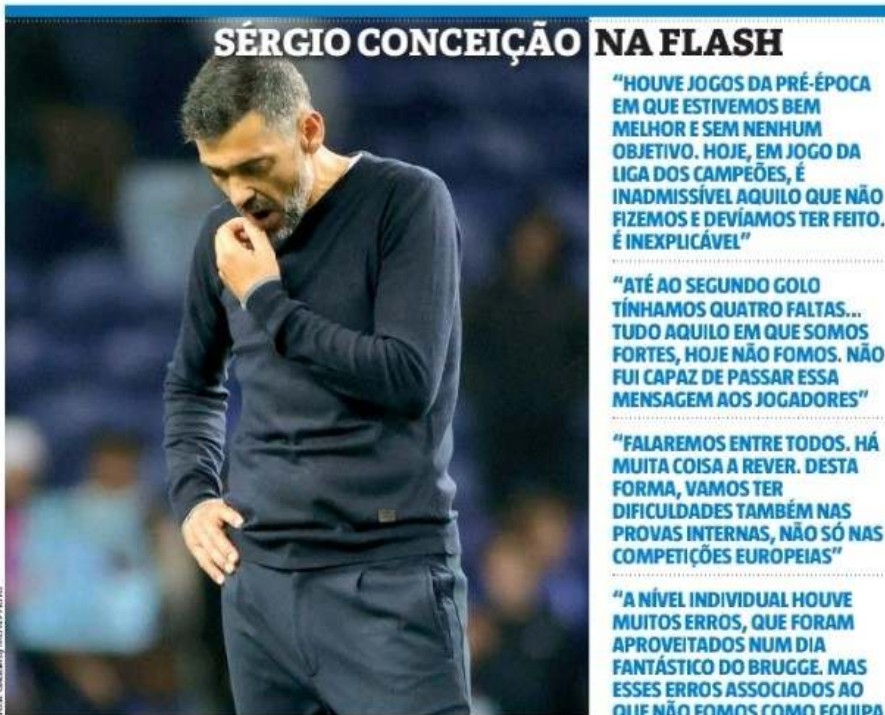 SÉRGIO CONCEIÇÃO NA FLASH
“HOUVE JOGOS DA PRÉ-ÉPOCA
EM QUE ESTIVEMOS BEM
MELHOR E SEM NENHUM
OBJETIVO. HOJE, EM JOGO DA
LIGA DOS CAMPEÕES, É
INADMISSÍVEL AQUILO QUE NÃO
FIZEMOS E DEVÍAMOS TER FEITO.
É INEXPLICÁVEL”
“ATÉ AO SEGUNDO GOLO
TÍNHAMOS QUATRO FALTAS...
TUDO AQUILO EM QUE SOMOS
FORTES, HOJE NÃO FOMOS. NÃO
FUI CAPAZ DE PASSAR ESSA
MENSAGEM AOS JOGADORES”
“FALAREMOS ENTRE TODOS. HÁ
MUITA COISA A REVER. DESTA
FORMA, VAMOS TER
DIFICULDADES TAMBÉM NAS
PROVAS INTERNAS, NÃO SÓ NAS
COMPETIÇÕES EUROPEIAS”
“A NÍVEL INDIVIDUAL HOUVE
MUITOS ERROS, QUE FORAM
APROVEITADOS NUM DIA
FANTÁSTICO DO BRUGGE. MAS
ESSES ERROS ASSOCIADOS AO
QUE NÃO FOMOS COMO EQUIPA